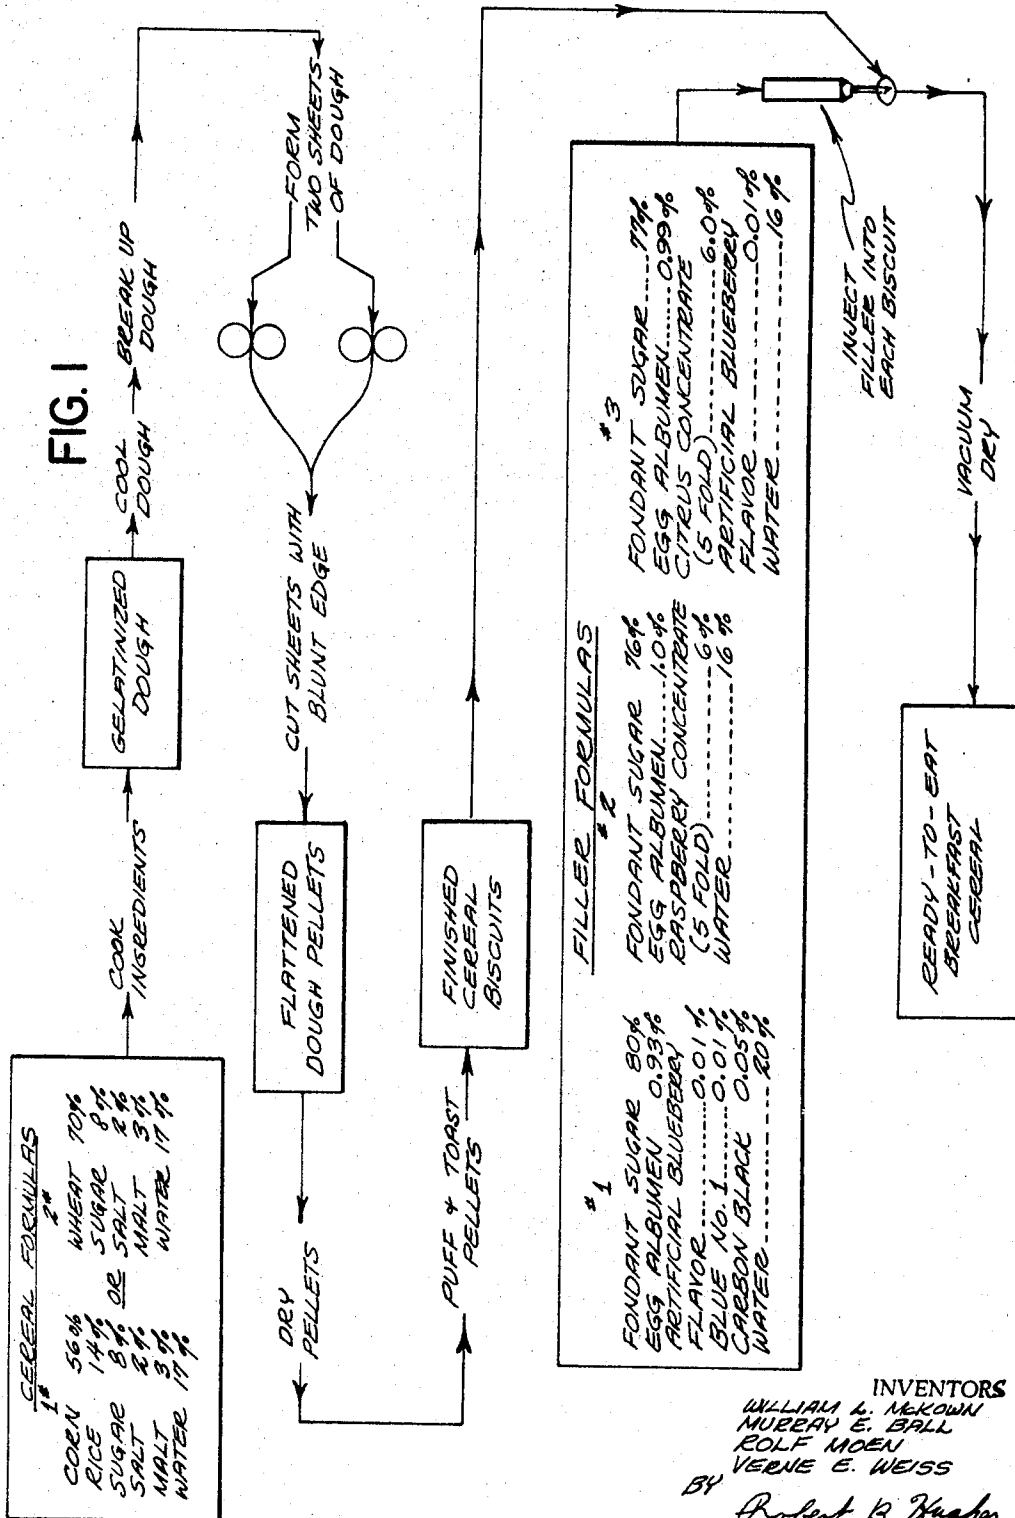 FIG. 1
CEREAL FORMULAS
1#
CORN 56%
RICE 14%
SUGAR 8%
SALT 2%
MALT 3%
WATER 17%
OR
2#
WHEAT 70%
SUGAR 8%
SALT 2%
MALT 3%
WATER 17%
COOK
INGREDIENTS
GELATINIZED
DOUGH
COOL
DOUGH
BREAK UP
DOUGH
FORM
TWO SHEETS
OF DOUGH
CUT SHEETS WITH
BLUNT EDGE
FLATTENED
DOUGH PELLETS
DRY
PELLETS
PUFF & TOAST
PELLETS
FINISHED
CEREAL
BISCUITS
FILLER FORMULAS
#1
FONDANT SUGAR 80%
EGG ALBUMEN 0.93%
ARTIFICIAL BLUEBERRY
FLAVOR 0.01%
BLUE No. 1 0.01%
CARBON BLACK 0.05%
WATER 20%
#2
FONDANT SUGAR 76%
EGG ALBUMEN 1.0%
RASPBERRY CONCENTRATE
(5 FOLD) 6%
WATER 16%
#3
FONDANT SUGAR 77%
EGG ALBUMEN 0.99%
CITRUS CONCENTRATE
(5 FOLD) 6.0%
ARTIFICIAL BLUEBERRY
FLAVOR 0.01%
WATER 16%
INJECT
FILLER INTO
EACH BISCUIT
VACUUM
DRY
READY-TO-EAT
BREAKFAST
CEREAL
INVENTORS
WILLIAM L. McKOWN
MURRAY E. BALL
ROLF MOEN
VERNE E. WEISS
BY
Robert B. Hughes